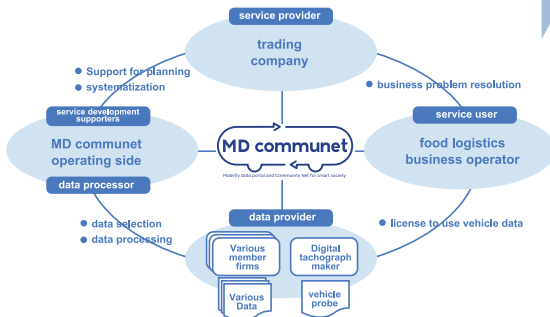 service provider
trading
company
● Support for planning
● systematization
● business problem resolution
service development
supporters
MD communet
operating side
data processor
MD communet
Mobility Data portal and Community Net for smart society
service user
food logistics
business operator
● data selection
● data processing
● license to use vehicle data
data provider
Various
member
firms
Digital
tachograph
maker
Various
Data
vehicle
probe